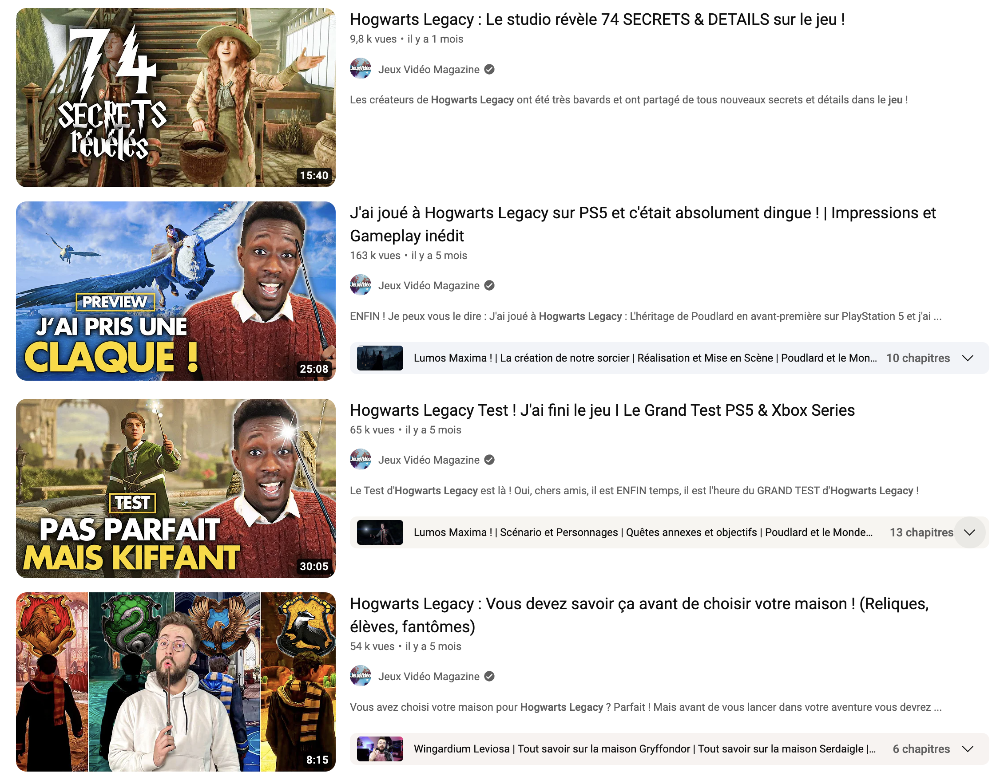 74
SECRETS
révélés
15:40
Hogwarts Legacy : Le studio révèle 74 SECRETS & DETAILS sur le jeu !
9,8 k vues • il y a 1 mois
JeuxVidéo
Jeux Vidéo Magazine
Les créateurs de Hogwarts Legacy ont été très bavards et ont partagé de tous nouveaux secrets et détails dans le jeu !
PREVIEW
J'AI PRIS UNE
CLAQUE !
25:08
J'ai joué à Hogwarts Legacy sur PS5 et c'était absolument dingue ! | Impressions et
Gameplay inédit
163 k vues • il y a 5 mois
JeuxVidéo
Jeux Vidéo Magazine
ENFIN ! Je peux vous le dire : J'ai joué à Hogwarts Legacy : L'héritage de Poudlard en avant-première sur PlayStation 5 et j'ai ...
Lumos Maxima ! | La création de notre sorcier | Réalisation et Mise en Scène | Poudlard et le Mon... 10 chapitres
TEST
PAS PARFAIT
MAIS KIFFANT
30:05
Hogwarts Legacy Test ! J'ai fini le jeu I Le Grand Test PS5 & Xbox Series
65 k vues • il y a 5 mois
JeuxVidéo
Jeux Vidéo Magazine
Le Test d'Hogwarts Legacy est là ! Oui, chers amis, il est ENFIN temps, il est l'heure du GRAND TEST d'Hogwarts Legacy !
Lumos Maxima ! | Scénario et Personnages | Quêtes annexes et objectifs | Poudlard et le Monde... 13 chapitres
8:15
Hogwarts Legacy : Vous devez savoir ça avant de choisir votre maison ! (Reliques,
élèves, fantômes)
54 k vues • il y a 5 mois
JeuxVidéo
Jeux Vidéo Magazine
Vous avez choisi votre maison pour Hogwarts Legacy ? Parfait ! Mais avant de vous lancer dans votre aventure vous devrez ...
Wingardium Leviosa | Tout savoir sur la maison Gryffondor | Tout savoir sur la maison Serdaigle |... 6 chapitres